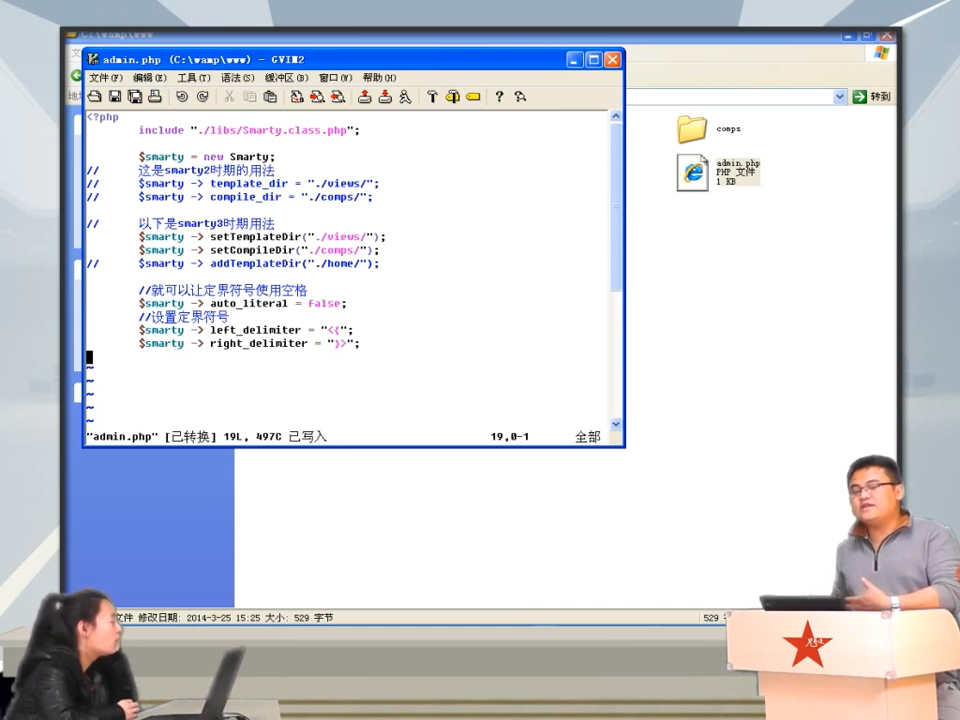 C:\wamp\www
admin.php (C:\wamp\www) - GVIM2
文件(F) 编辑(E) 工具(T) 语法(S) 缓冲区(B) 窗口(W) 帮助(H)
转到
<?php
include "./libs/Smarty.class.php";
$smarty = new Smarty;
// 这是smarty2时期的用法
// $smarty -> template_dir = "./views/";
// $smarty -> compile_dir = "./comps/";
// 以下是smarty3时期用法
$smarty -> setTemplateDir("./views/");
$smarty -> setCompileDir("./comps/");
// $smarty -> addTemplateDir("./home/");
//就可以让定界符号使用空格
$smarty -> auto_literal = false;
//设置定界符号
$smarty -> left_delimiter = "<{";
$smarty -> right_delimiter = "}>";
~
~
~
~
~
"admin.php" [已转换] 19L, 497C 已写入 19,0-1 全部
comps
admin.php
PHP 文件
1 KB
文件 修改日期: 2014-3-25 15:25 大小: 529 字节
529